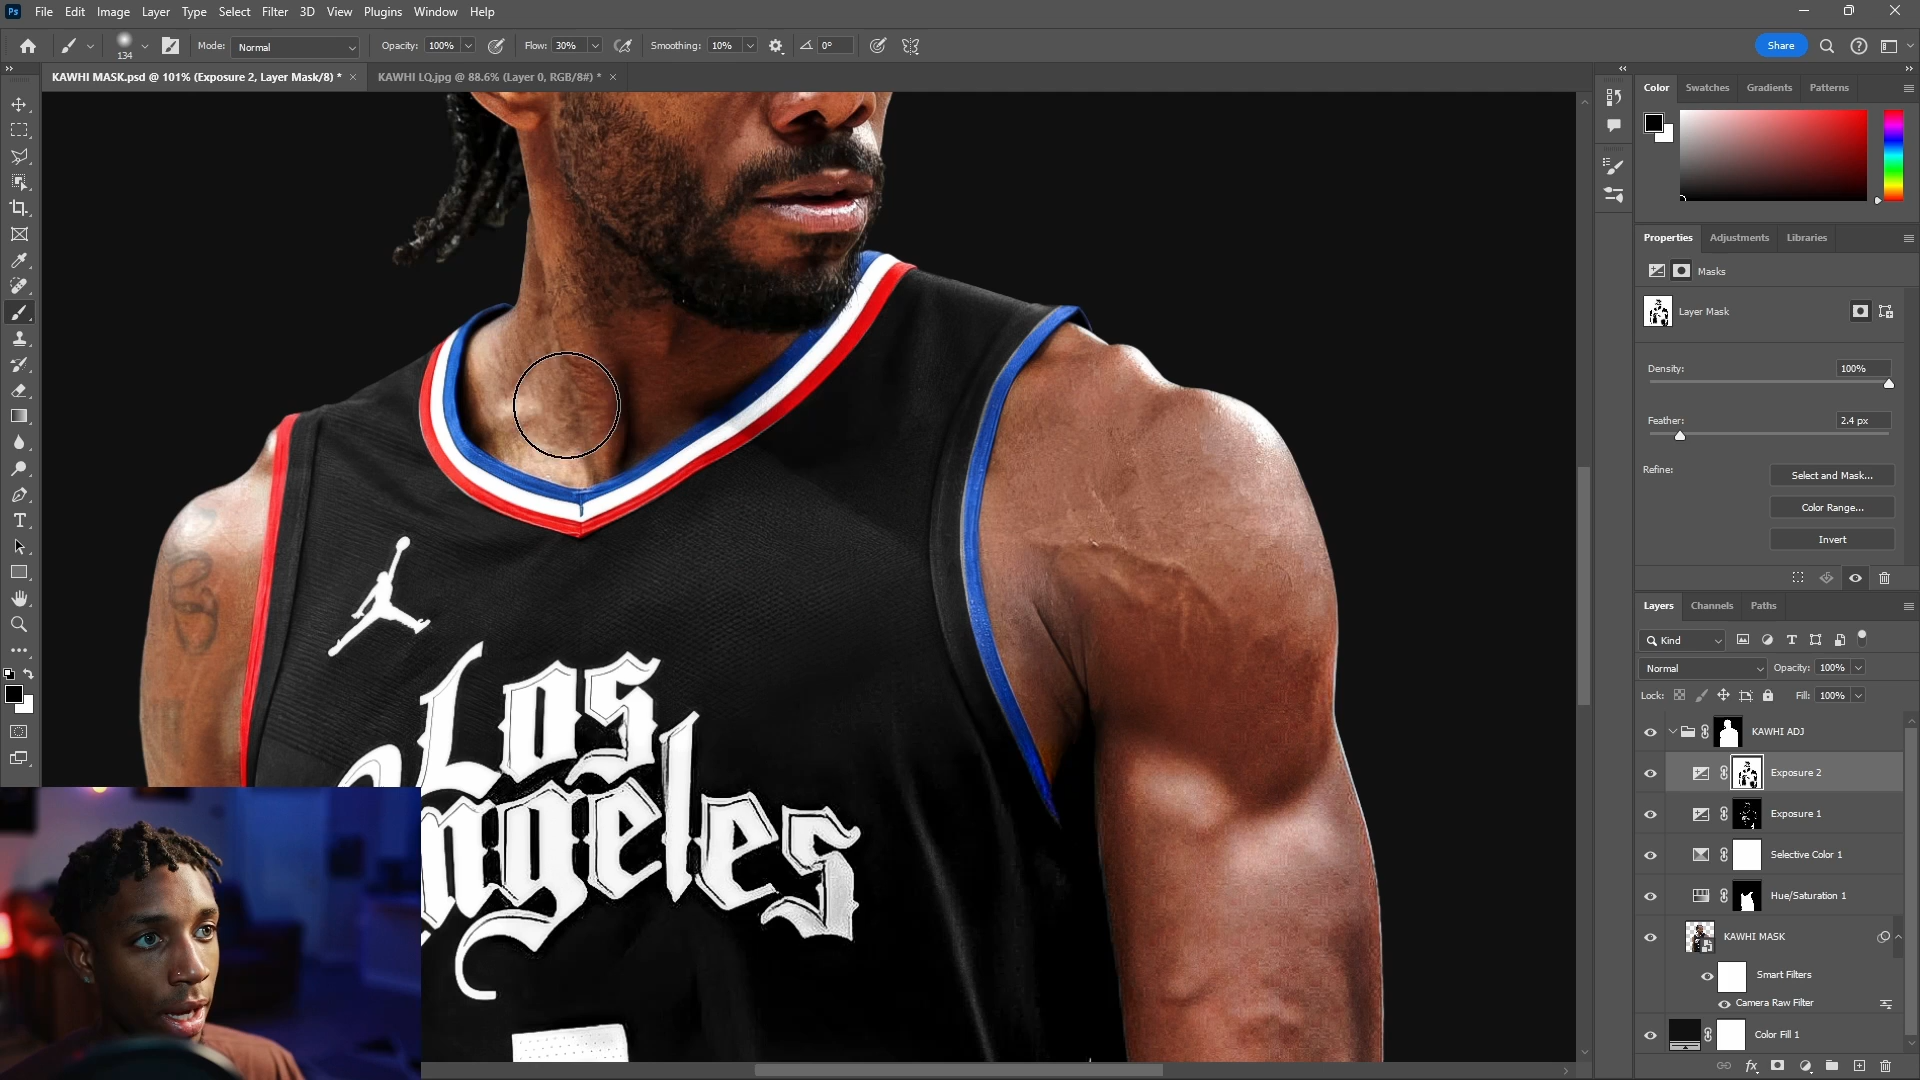 Ps File Edit Image Layer Type Select Filter 3D View Plugins Window Help
134 Mode: Normal Opacity: 100% Flow: 30% Smoothing: 10% 0° Share
KAWHI MASK.psd @ 101% (Exposure 2, Layer Mask/8) * × KAWHI LQ.jpg @ 88.6% (Layer 0, RGB/8#) * ×
Color Swatches Gradients Patterns
Properties Adjustments Libraries
Masks
Layer Mask
Density: 100%
Feather: 2.4 px
Refine: Select and Mask...
Color Range...
Invert
Layers Channels Paths
Kind
Normal Opacity: 100%
Lock: Fill: 100%
KAWHI ADJ
Exposure 2
Exposure 1
Selective Color 1
Hue/Saturation 1
KAWHI MASK
Smart Filters
Camera Raw Filter
Color Fill 1
fx
Los
Angeles